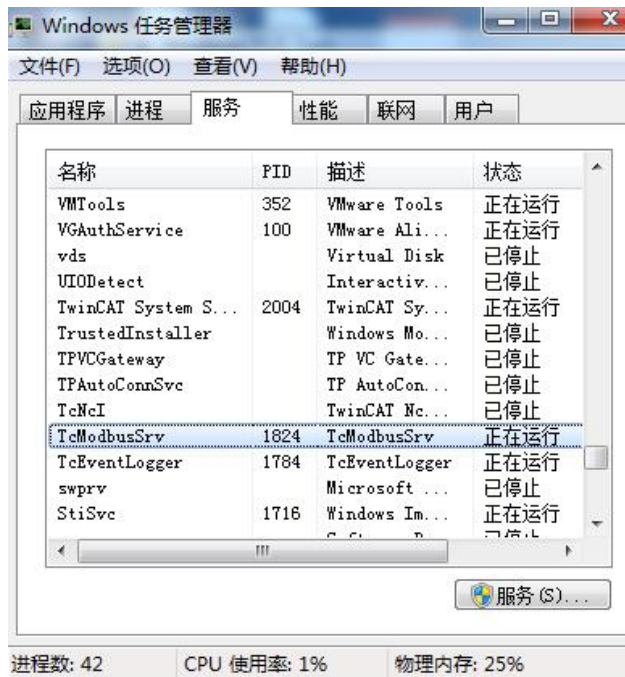 Windows 任务管理器
文件(F) 选项(O) 查看(V) 帮助(H)
应用程序 进程 服务 性能 联网 用户
名称 PID 描述 状态
VMTools 352 VMware Tools 正在运行
VGAuthService 100 VMware Ali... 正在运行
vds Virtual Disk 已停止
UI0Detect Interactiv... 已停止
TwinCAT System S... 2004 TwinCAT Sy... 正在运行
TrustedInstaller Windows Mo... 已停止
TPVCGateway TP VC Gate... 已停止
TPAutoConnSvc TP AutoCon... 已停止
TcNcI TwinCAT Nc... 已停止
TcModbusSrv 1824 TcModbusSrv 正在运行
TcEventLogger 1784 TcEventLogger 正在运行
swprv Microsoft ... 已停止
StiSvc 1716 Windows Im... 正在运行
服务(S)...
进程数: 42 CPU 使用率: 1% 物理内存: 25%